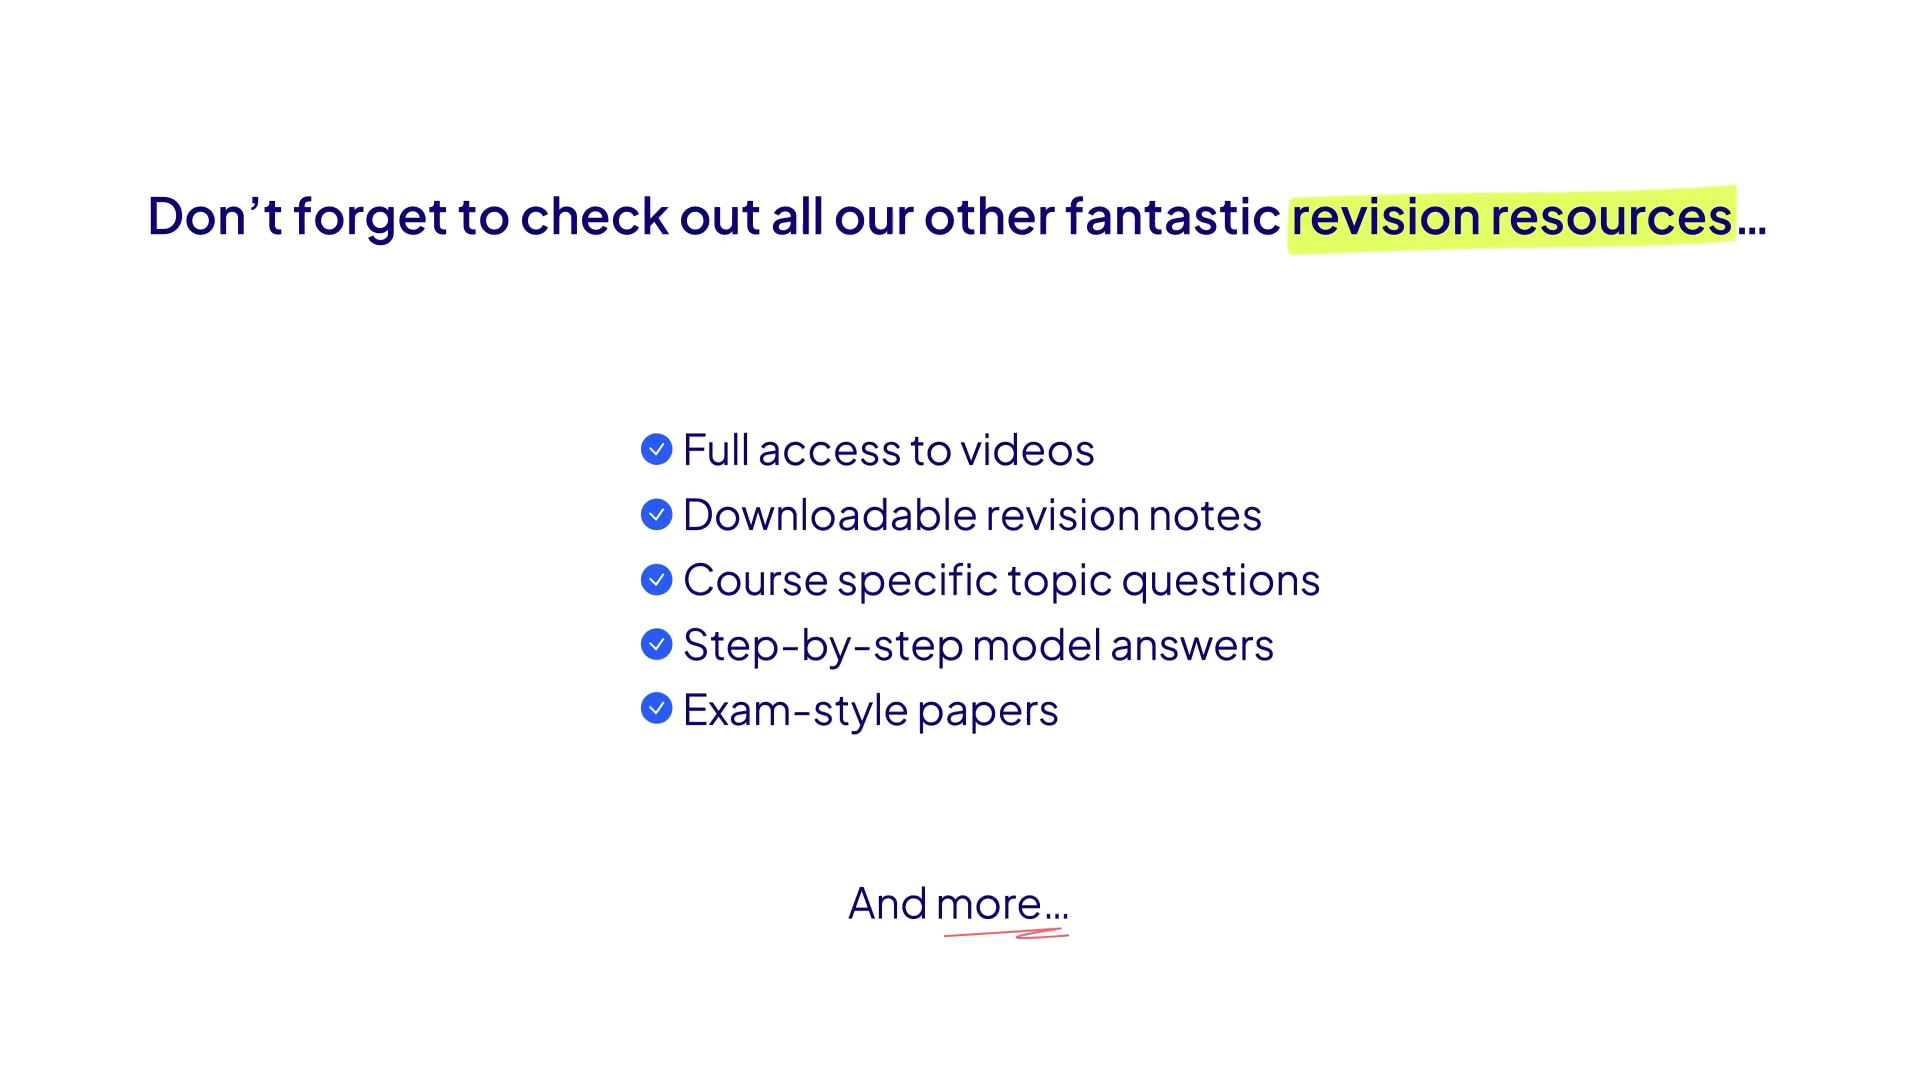 Don’t forget to check out all our other fantastic revision resources...
Full access to videos
Downloadable revision notes
Course specific topic questions
Step-by-step model answers
Exam-style papers
And more...